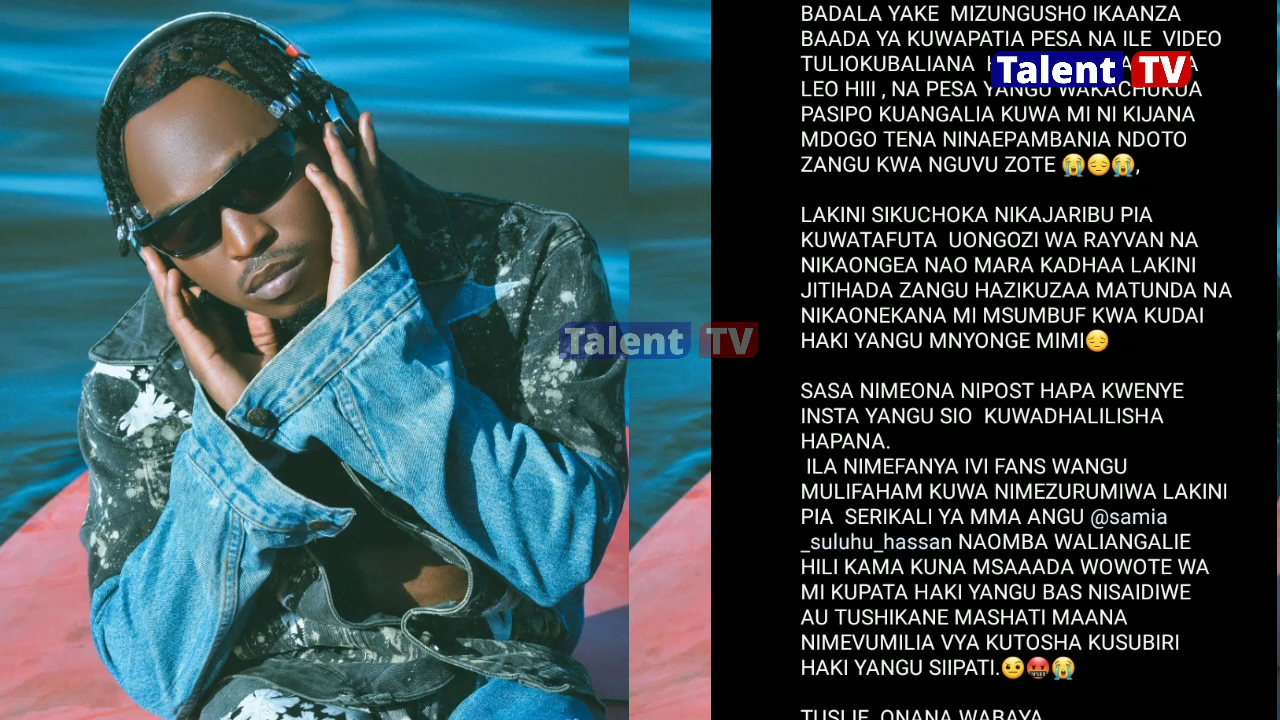 BADALA YAKE MIZUNGUSHO IKAANZA
BAADA YA KUWAPATIA PESA NA ILE VIDEO
TULIOKUBALIANA
Talent TV
LEO HIII , NA PESA YANGU WAKACHUKUA
PASIPO KUANGALIA KUWA MI NI KIJANA
MDOGO TENA NINAEPAMBANIA NDOTO
ZANGU KWA NGUVU ZOTE 😭😔😭,
LAKINI SIKUCHOKA NIKAJARIBU PIA
KUWATAFUTA UONGOZI WA RAYVAN NA
NIKAONGEA NAO MARA KADHAA LAKINI
JITIHADA ZANGU HAZIKUZAA MATUNDA NA
NIKAONEKANA MI MSUMBUF KWA KUDAI
HAKI YANGU MNYONGE MIMI😔
Talent TV
SASA NIMEONA NIPOST HAPA KWENYE
INSTA YANGU SIO KUWADHALILISHA
HAPANA.
ILA NIMEFANYA IVI FANS WANGU
MULIFAHAM KUWA NIMEZURUMIWA LAKINI
PIA SERIKALI YA MMA ANGU @samia
_suluhu_hassan NAOMBA WALIANGALIE
HILI KAMA KUNA MSAAADA WOWOTE WA
MI KUPATA HAKI YANGU BAS NISAIDIWE
AU TUSHIKANE MASHATI MAANA
NIMEVUMILIA VYA KUTOSHA KUSUBIRI
HAKI YANGU SIIPATI.🤨🤬😭
ONANA WABAYA